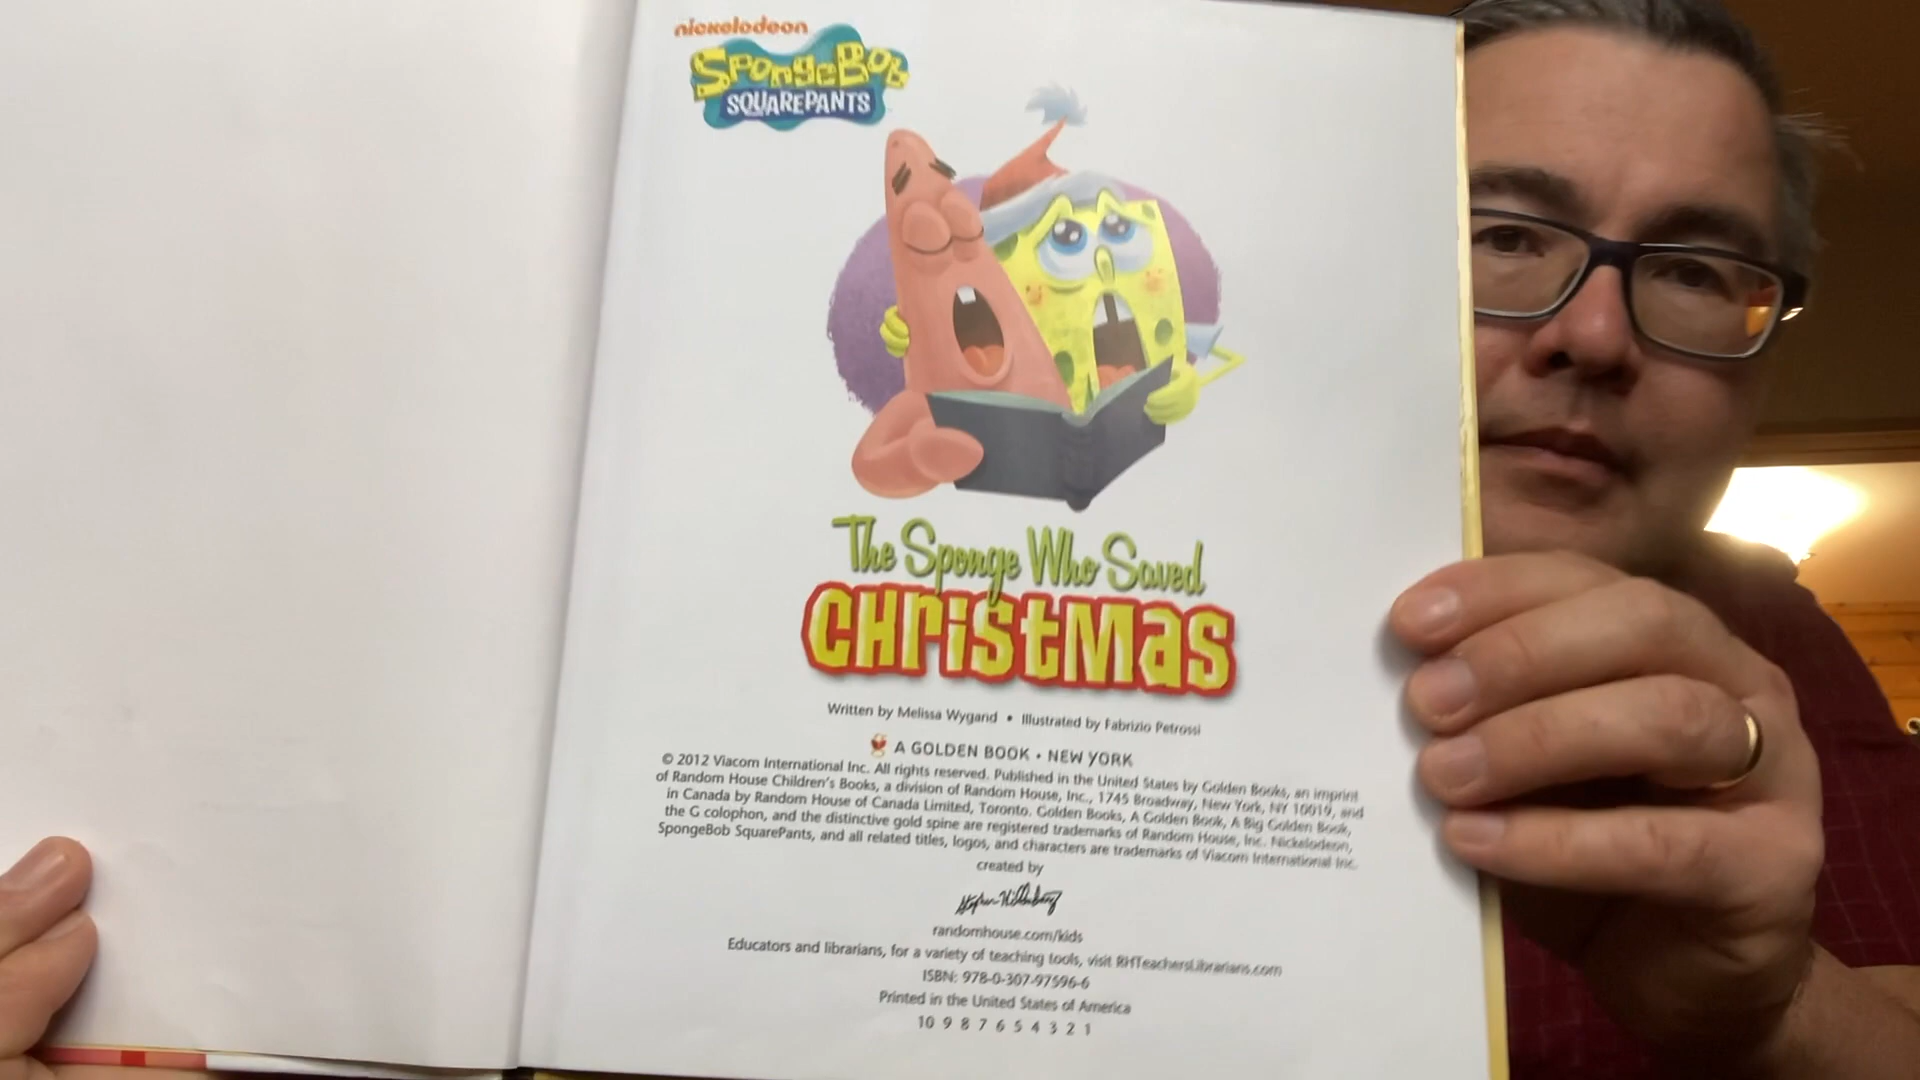 nickelodeon
SpongeBob
SQUAREPANTS
The Sponge Who Saved
CHristMas
Written by Melissa Wygand • Illustrated by Fabrizio Petrossi
A GOLDEN BOOK • NEW YORK
© 2012 Viacom International Inc. All rights reserved. Published in the United States by Golden Books, an imprint
of Random House Children's Books, a division of Random House, Inc., 1745 Broadway, New York, NY 10019, and
in Canada by Random House of Canada Limited, Toronto. Golden Books, A Golden Book, A Big Golden Book,
the G colophon, and the distinctive gold spine are registered trademarks of Random House, Inc. Nickelodeon,
SpongeBob SquarePants, and all related titles, logos, and characters are trademarks of Viacom International Inc.
created by
Stephen Hillenburg
randomhouse.com/kids
Educators and librarians, for a variety of teaching tools, visit RHTeachersLibrarians.com
ISBN: 978-0-307-97596-6
Printed in the United States of America
10 9 8 7 6 5 4 3 2 1